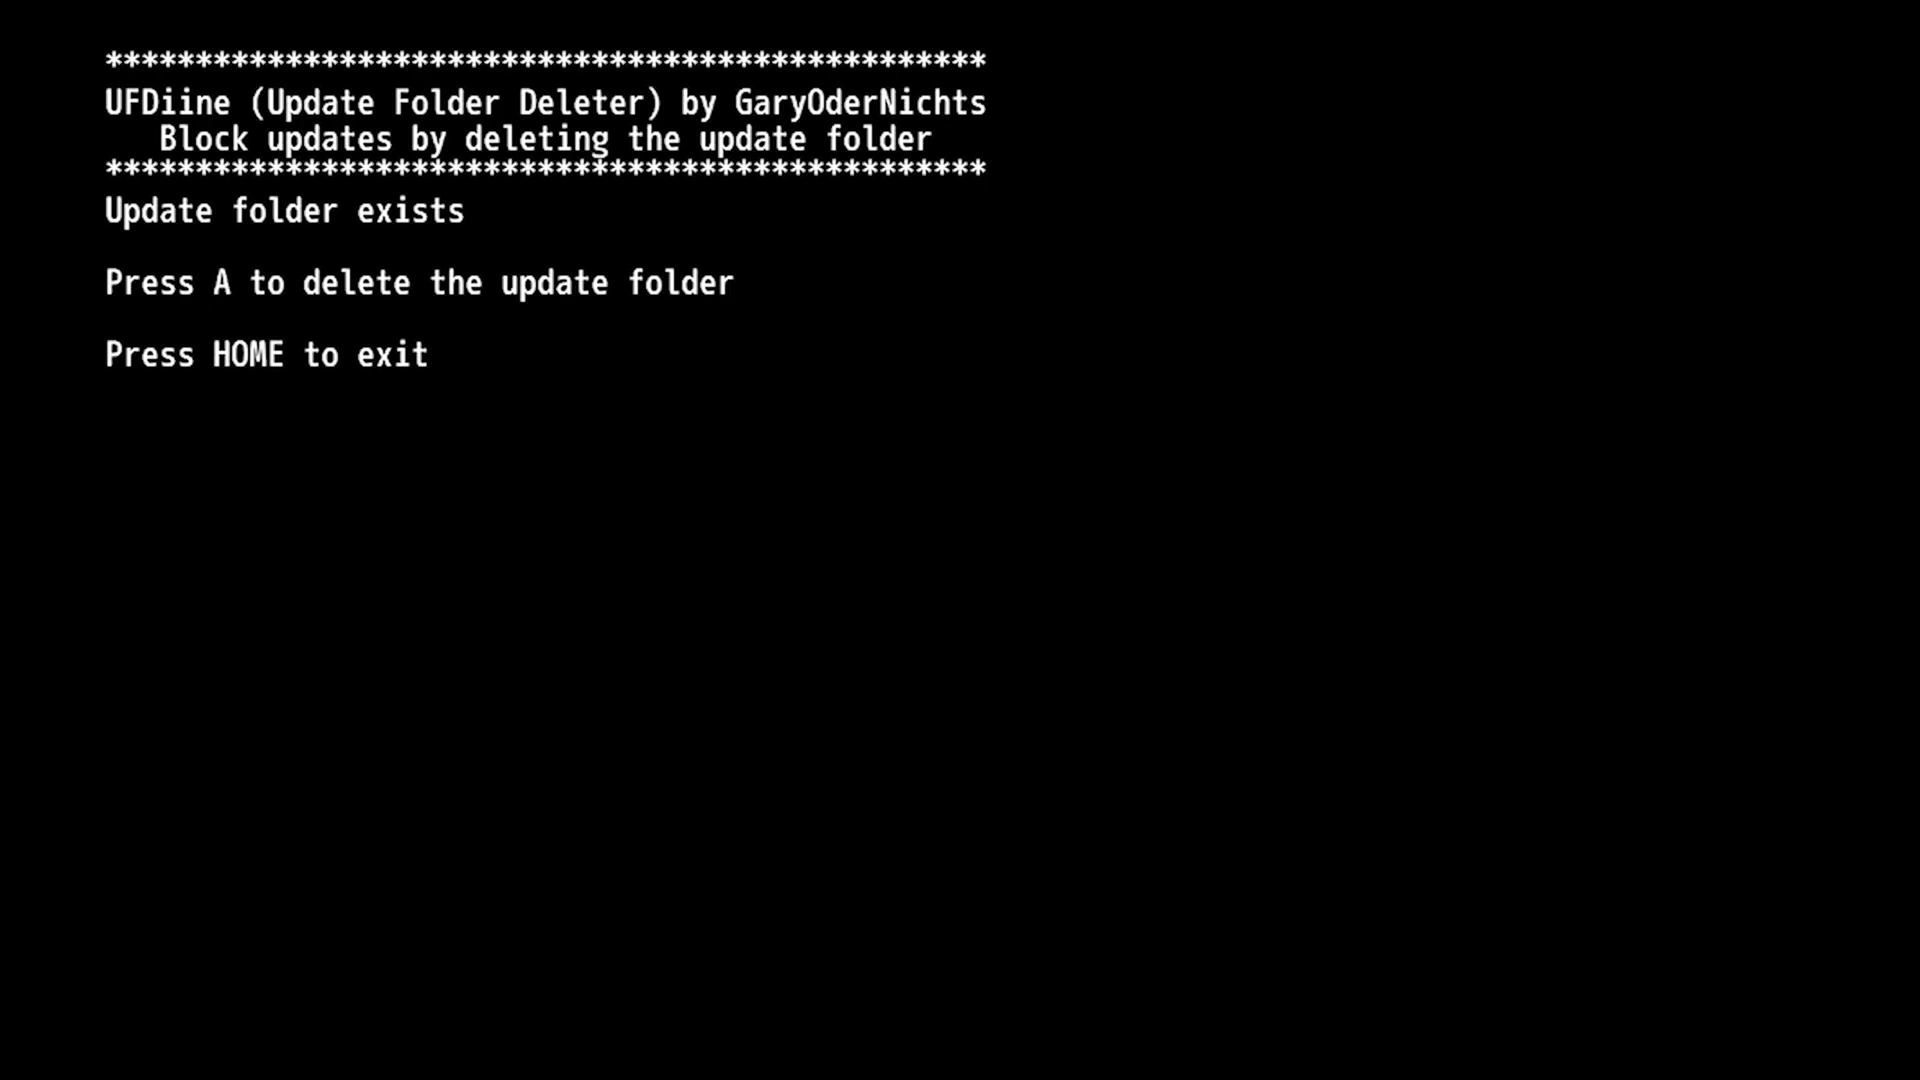 *************************************************
UFDiine (Update Folder Deleter) by GaryOderNichts
Block updates by deleting the update folder
*************************************************
Update folder exists
Press A to delete the update folder
Press HOME to exit